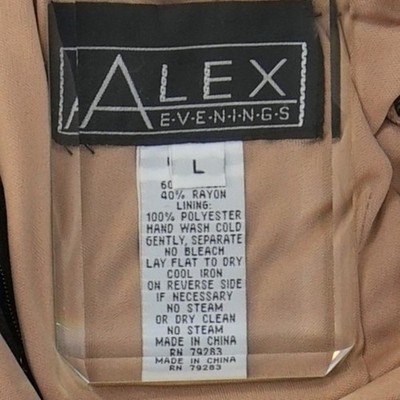 ALEX
E·V·E·N·I·N·G·S
L
40% RAYON
LINING:
100% POLYESTER
HAND WASH COLD
GENTLY, SEPARATE
NO BLEACH
LAY FLAT TO DRY
COOL IRON
ON REVERSE SIDE
IF NECESSARY
NO STEAM
OR DRY CLEAN
NO STEAM
MADE IN CHINA
RN 79283
MADE IN CHINA
RN 79283